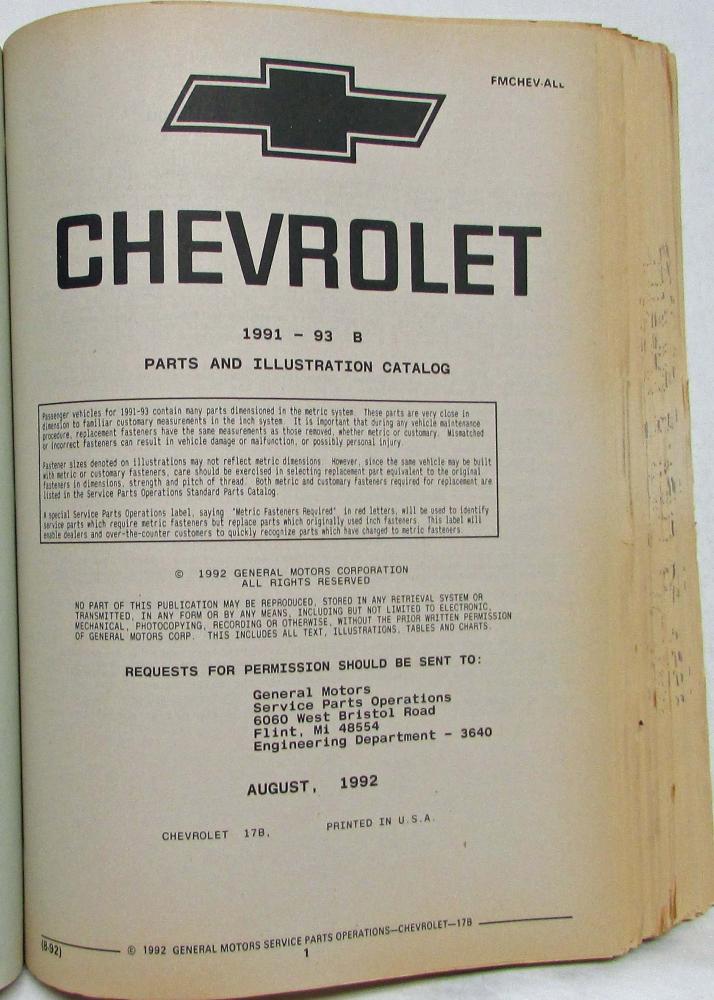 FMCHEV-ALL
CHEVROLET
1991 - 93 B
PARTS AND ILLUSTRATION CATALOG
Passenger vehicles for 1991-93 contain many parts dimensioned in the metric system. These parts are very close in
dimension to familiar customary measurements in the inch system. It is important that during any vehicle maintenance
procedure, replacement fasteners have the same measurements as those removed, whether metric or customary. Mismatched
or incorrect fasteners can result in vehicle damage or malfunction, or possibly personal injury.
Fastener sizes denoted on illustrations may not reflect metric dimensions. However, since the same vehicle may be built
with metric or customary fasteners, care should be exercised in selecting replacement part equivalent to the original
fasteners in dimensions, strength and pitch of thread. Both metric and customary fasteners required for replacement are
listed in the Service Parts Operations Standard Parts Catalog.
A special Service Parts Operations label, saying "Metric Fasteners Required" in red letters, will be used to identify
service parts which require metric fasteners but replace parts which originally used inch fasteners. This label will
enable dealers and over-the-counter customers to quickly recognize parts which have changed to metric fasteners.
© 1992 GENERAL MOTORS CORPORATION
ALL RIGHTS RESERVED
NO PART OF THIS PUBLICATION MAY BE REPRODUCED, STORED IN ANY RETRIEVAL SYSTEM OR
TRANSMITTED, IN ANY FORM OR BY ANY MEANS, INCLUDING BUT NOT LIMITED TO ELECTRONIC,
MECHANICAL, PHOTOCOPYING, RECORDING OR OTHERWISE, WITHOUT THE PRIOR WRITTEN PERMISSION
OF GENERAL MOTORS CORP. THIS INCLUDES ALL TEXT, ILLUSTRATIONS, TABLES AND CHARTS.
REQUESTS FOR PERMISSION SHOULD BE SENT TO:
General Motors
Service Parts Operations
6060 West Bristol Road
Flint, Mi 48554
Engineering Department - 3640
AUGUST, 1992
CHEVROLET 17B, PRINTED IN U.S.A.
(8-92) © 1992 GENERAL MOTORS SERVICE PARTS OPERATIONS—CHEVROLET—17B
1